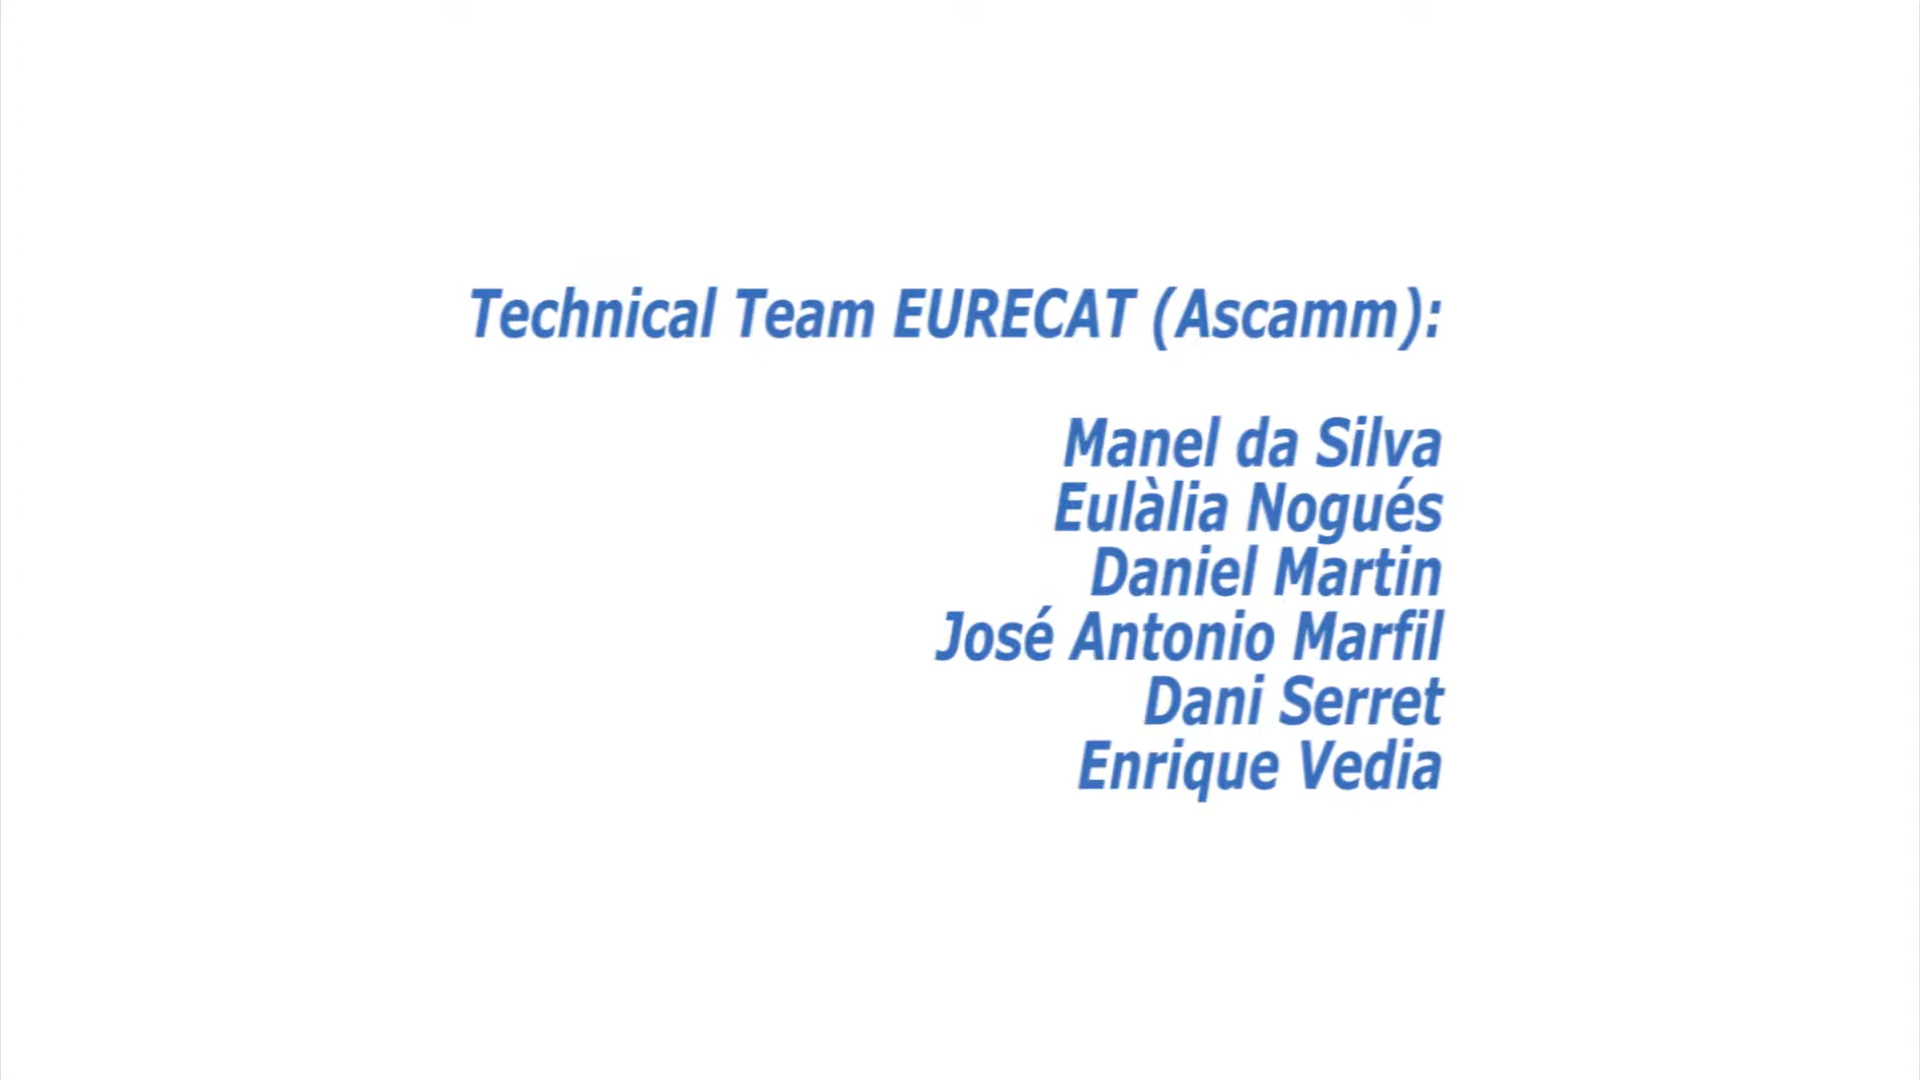 Technical Team EURECAT (Ascamm):
Manel da Silva
Eulàlia Nogués
Daniel Martin
José Antonio Marfil
Dani Serret
Enrique Vedia